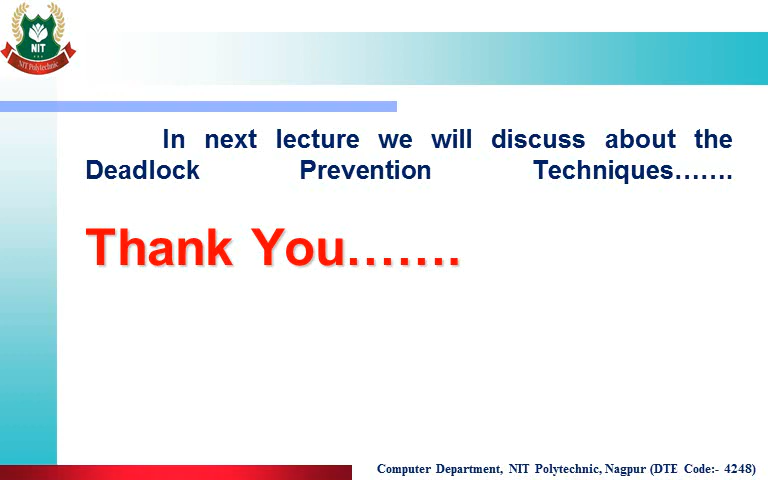 NIT
NIT Polytechnic
In next lecture we will discuss about the
Deadlock Prevention Techniques…….
Thank You…….
Computer Department, NIT Polytechnic, Nagpur (DTE Code:- 4248)